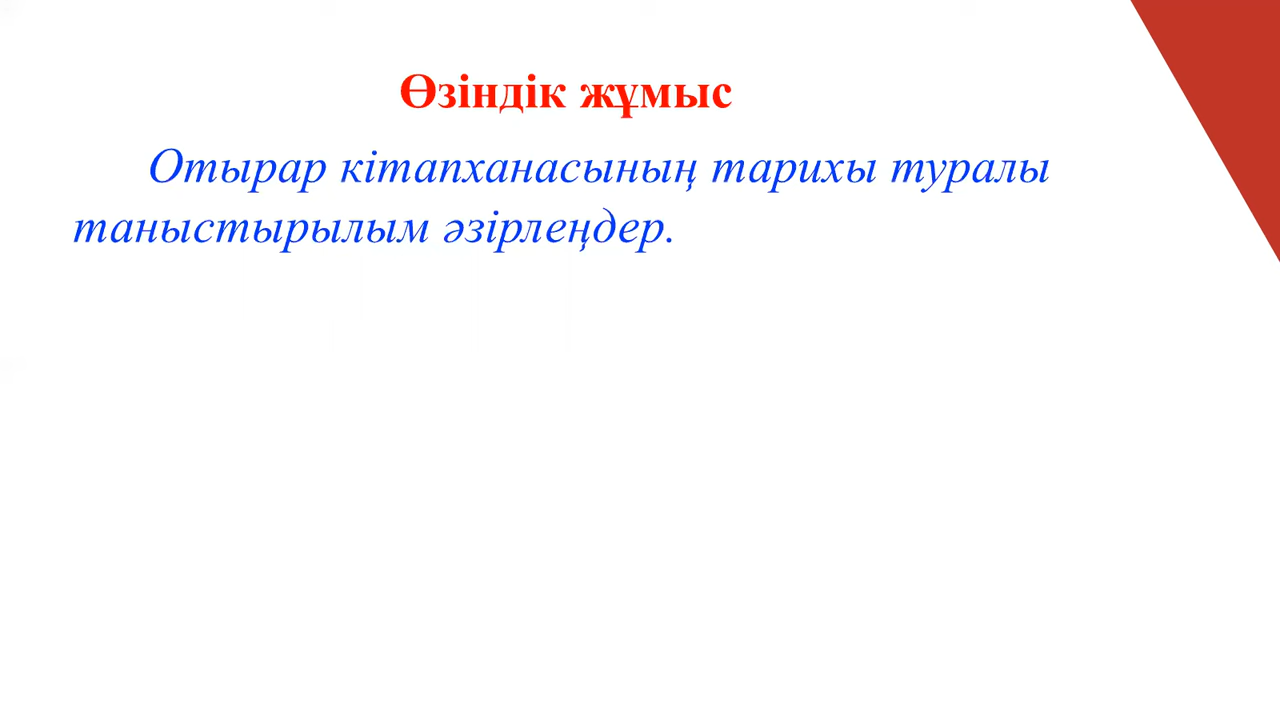 Өзіндік жұмыс
Отырар кітапханасының тарихы туралы
таныстырылым әзірлеңдер.